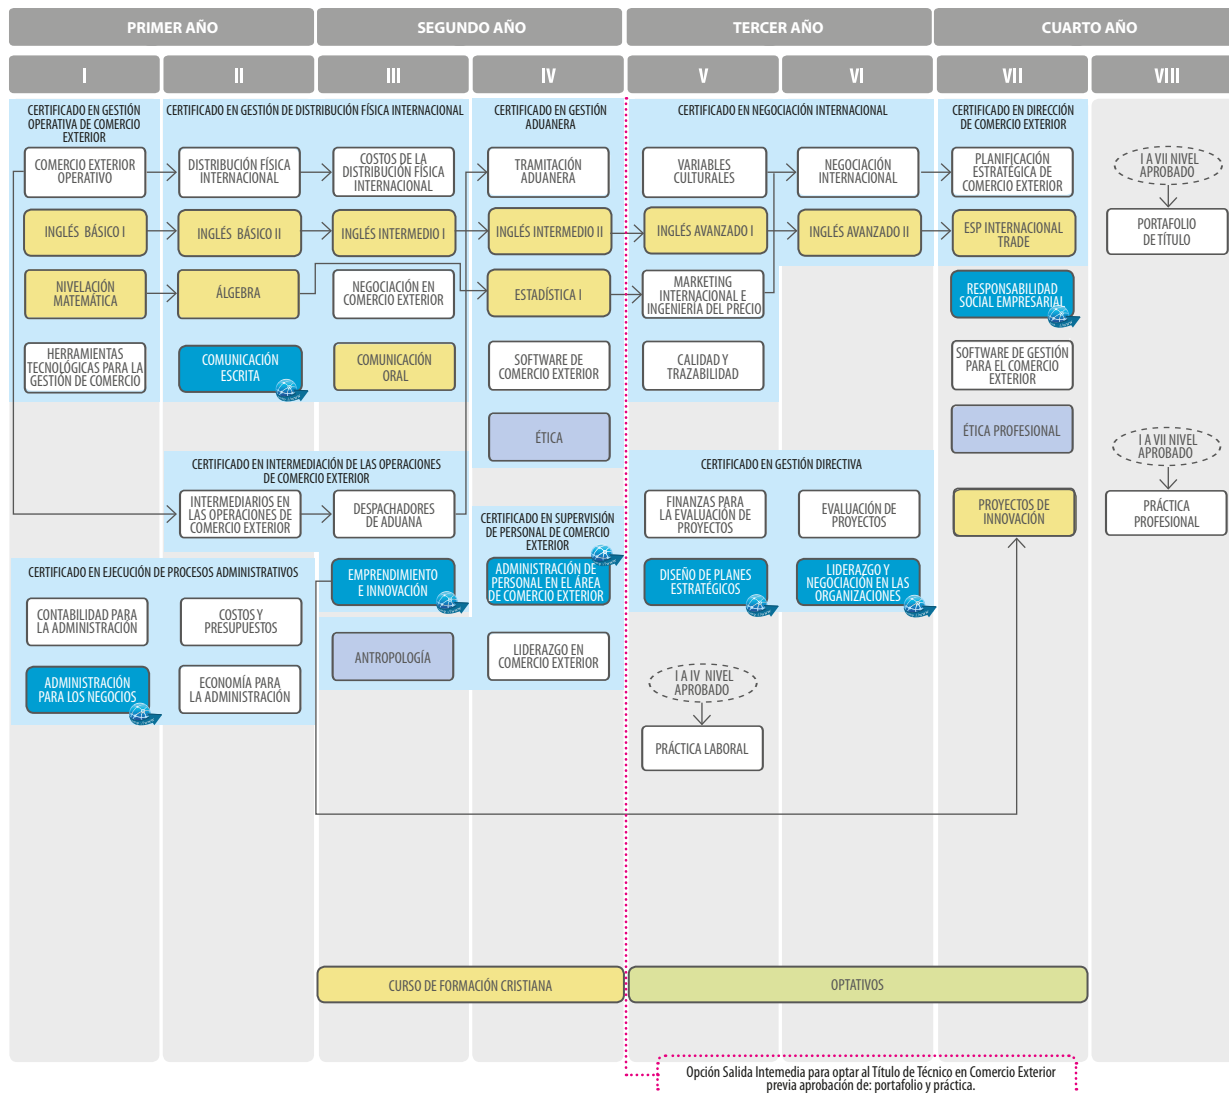 PRIMER AÑO
SEGUNDO AÑO
TERCER AÑO
CUARTO AÑO
I
II
III
IV
V
VI
VII
VIII
CERTIFICADO EN GESTIÓN
OPERATIVA DE COMERCIO
EXTERIOR
CERTIFICADO EN GESTIÓN DE DISTRIBUCIÓN FÍSICA INTERNACIONAL
CERTIFICADO EN GESTIÓN
ADUANERA
CERTIFICADO EN NEGOCIACIÓN INTERNACIONAL
CERTIFICADO EN DIRECCIÓN
DE COMERCIO EXTERIOR
COMERCIO EXTERIOR
OPERATIVO
DISTRIBUCIÓN FÍSICA
INTERNACIONAL
COSTOS DE LA
DISTRIBUCIÓN FÍSICA
INTERNACIONAL
TRAMITACIÓN
ADUANERA
VARIABLES
CULTURALES
NEGOCIACIÓN
INTERNACIONAL
PLANIFICACIÓN
ESTRATÉGICA DE
COMERCIO EXTERIOR
I A VII NIVEL
APROBADO
INGLÉS BÁSICO I
INGLÉS BÁSICO II
INGLÉS INTERMEDIO I
INGLÉS INTERMEDIO II
INGLÉS AVANZADO I
INGLÉS AVANZADO II
ESP INTERNACIONAL
TRADE
PORTAFOLIO
DE TÍTULO
NIVELACIÓN
MATEMÁTICA
ÁLGEBRA
NEGOCIACIÓN EN
COMERCIO EXTERIOR
ESTADÍSTICA I
MARKETING
INTERNACIONAL E
INGENIERÍA DEL PRECIO
RESPONSABILIDAD
SOCIAL EMPRESARIAL
HERRAMIENTAS
TECNOLÓGICAS PARA LA
GESTIÓN DE COMERCIO
COMUNICACIÓN
ESCRITA
COMUNICACIÓN
ORAL
SOFTWARE DE
COMERCIO EXTERIOR
CALIDAD Y
TRAZABILIDAD
SOFTWARE DE GESTIÓN
PARA EL COMERCIO
EXTERIOR
ÉTICA
ÉTICA PROFESIONAL
I A VII NIVEL
APROBADO
CERTIFICADO EN INTERMEDIACIÓN DE LAS OPERACIONES
DE COMERCIO EXTERIOR
CERTIFICADO EN GESTIÓN DIRECTIVA
INTERMEDIARIOS EN
LAS OPERACIONES DE
COMERCIO EXTERIOR
DESPACHADORES
DE ADUANA
CERTIFICADO EN SUPERVISIÓN
DE PERSONAL DE COMERCIO
EXTERIOR
FINANZAS PARA
LA EVALUACIÓN DE
PROYECTOS
EVALUACIÓN DE
PROYECTOS
PROYECTOS DE
INNOVACIÓN
PRÁCTICA
PROFESIONAL
CERTIFICADO EN EJECUCIÓN DE PROCESOS ADMINISTRATIVOS
EMPRENDIMIENTO
E INNOVACIÓN
ADMINISTRACIÓN DE
PERSONAL EN EL ÁREA
DE COMERCIO EXTERIOR
DISEÑO DE PLANES
ESTRATÉGICOS
LIDERAZGO Y
NEGOCIACIÓN EN LAS
ORGANIZACIONES
CONTABILIDAD PARA
LA ADMINISTRACIÓN
COSTOS Y
PRESUPUESTOS
ANTROPOLOGÍA
LIDERAZGO EN
COMERCIO EXTERIOR
ADMINISTRACIÓN
PARA LOS NEGOCIOS
ECONOMÍA PARA
LA ADMINISTRACIÓN
I A IV NIVEL
APROBADO
PRÁCTICA LABORAL
CURSO DE FORMACIÓN CRISTIANA
OPTATIVOS
Opción Salida Intemedia para optar al Título de Técnico en Comercio Exterior
previa aprobación de: portafolio y práctica.